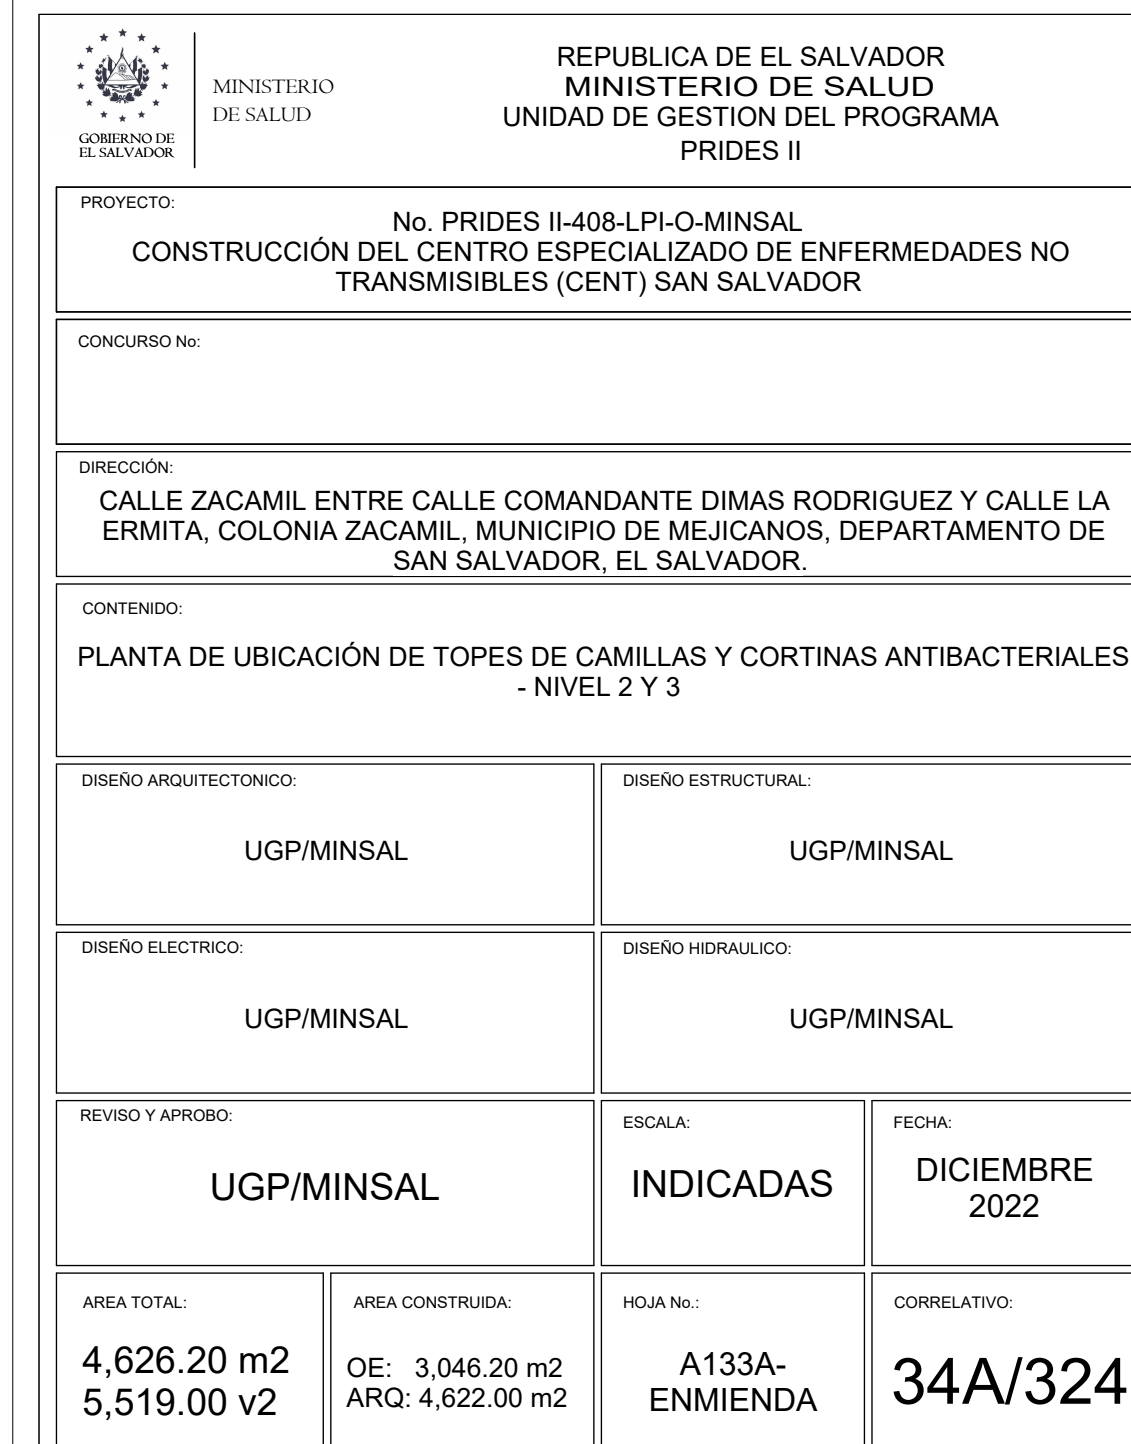 GOBIERNO DE
EL SALVADOR
MINISTERIO
DE SALUD
REPUBLICA DE EL SALVADOR
MINISTERIO DE SALUD
UNIDAD DE GESTION DEL PROGRAMA
PRIDES II
PROYECTO:
No. PRIDES II-408-LPI-O-MINSAL
CONSTRUCCIÓN DEL CENTRO ESPECIALIZADO DE ENFERMEDADES NO
TRANSMISIBLES (CENT) SAN SALVADOR
CONCURSO No:
DIRECCIÓN:
CALLE ZACAMIL ENTRE CALLE COMANDANTE DIMAS RODRIGUEZ Y CALLE LA
ERMITA, COLONIA ZACAMIL, MUNICIPIO DE MEJICANOS, DEPARTAMENTO DE
SAN SALVADOR, EL SALVADOR.
CONTENIDO:
PLANTA DE UBICACIÓN DE TOPES DE CAMILLAS Y CORTINAS ANTIBACTERIALES
- NIVEL 2 Y 3
DISEÑO ARQUITECTONICO:
UGP/MINSAL
DISEÑO ESTRUCTURAL:
UGP/MINSAL
DISEÑO ELECTRICO:
UGP/MINSAL
DISEÑO HIDRAULICO:
UGP/MINSAL
REVISO Y APROBO:
UGP/MINSAL
ESCALA:
INDICADAS
FECHA:
DICIEMBRE
2022
AREA TOTAL:
4,626.20 m2
5,519.00 v2
AREA CONSTRUIDA:
OE: 3,046.20 m2
ARQ: 4,622.00 m2
HOJA No.:
A133A-
ENMIENDA
CORRELATIVO:
34A/324